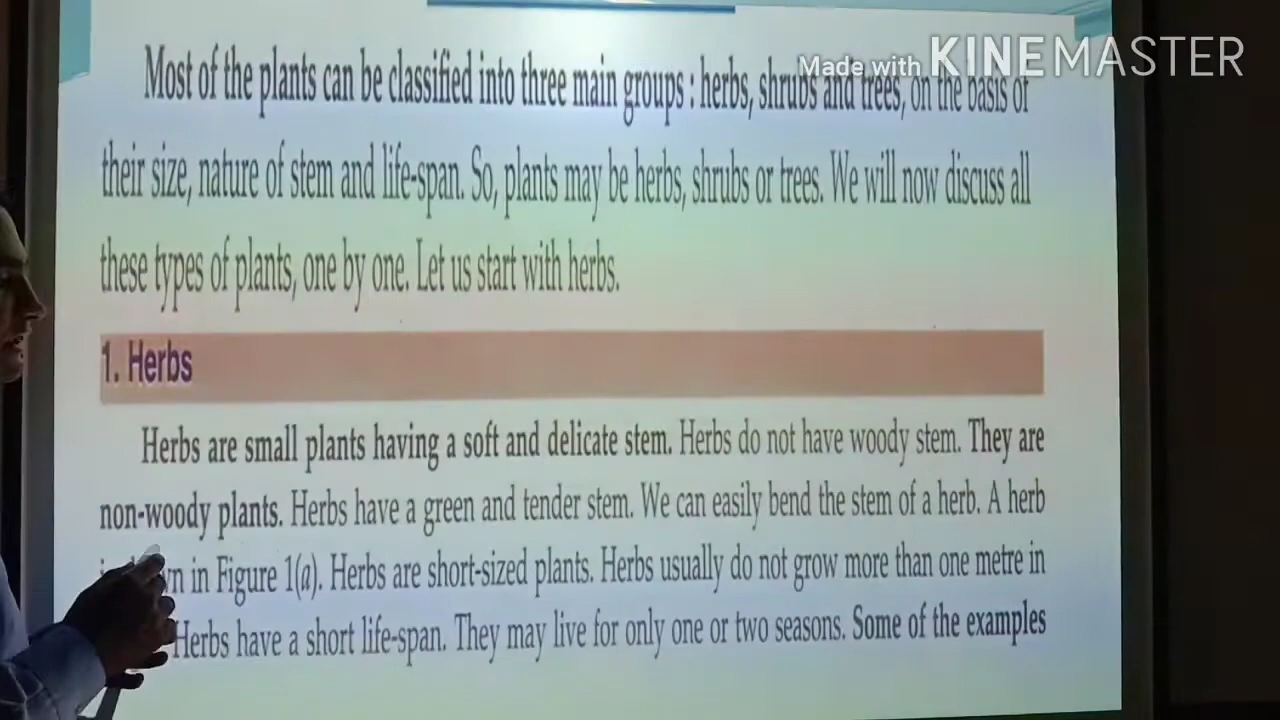 Made with KINEMASTER
Most of the plants can be classified into three main groups : herbs, shrubs and trees, on the basis of
their size, nature of stem and life-span. So, plants may be herbs, shrubs or trees. We will now discuss all
these types of plants, one by one. Let us start with herbs.
1. Herbs
Herbs are small plants having a soft and delicate stem. Herbs do not have woody stem. They are
non-woody plants. Herbs have a green and tender stem. We can easily bend the stem of a herb. A herb
in Figure 1(a). Herbs are short-sized plants. Herbs usually do not grow more than one metre in
Herbs have a short life-span. They may live for only one or two seasons. Some of the examples